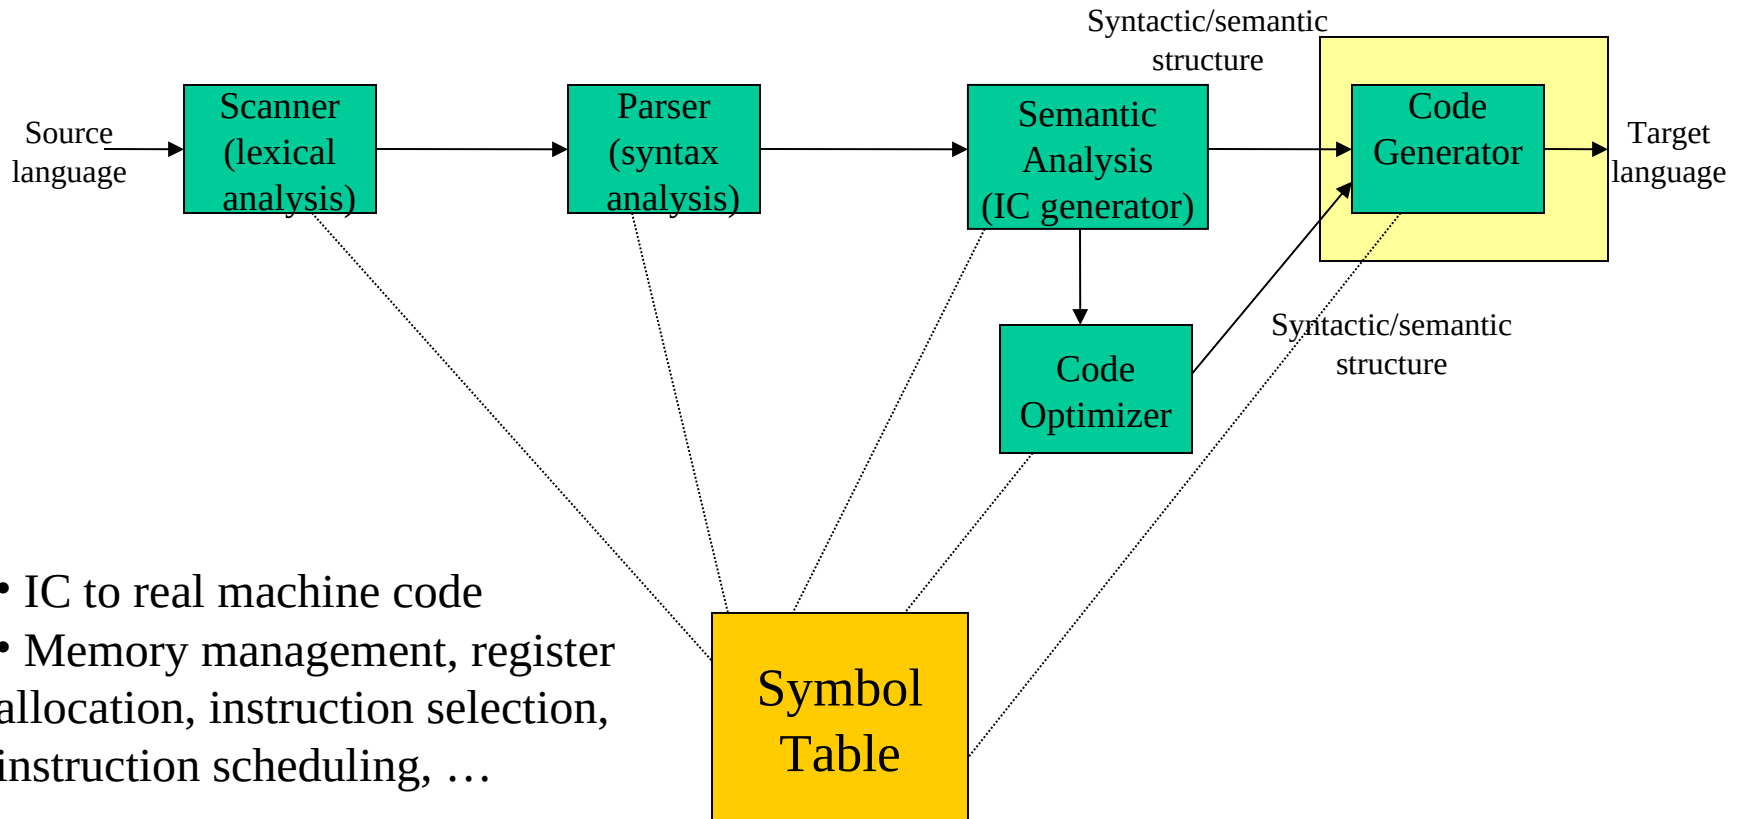 Syntactic/semantic
structure
Source
language
Scanner
(lexical
analysis)
Parser
(syntax
analysis)
Semantic
Analysis
(IC generator)
Code
Generator
Target
language
Code
Optimizer
Syntactic/semantic
structure
• IC to real machine code
• Memory management, register
allocation, instruction selection,
instruction scheduling, …
Symbol
Table